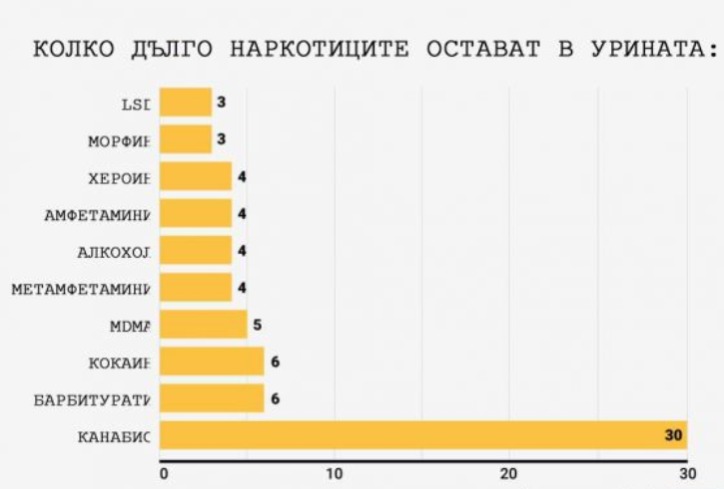 КОЛКО ДЪЛГО НАРКОТИЦИТЕ ОСТАВАТ В УРИНАТА:
LSD 3
МОРФИН 3
ХЕРОИН 4
АМФЕТАМИНИ 4
АЛКОХОЛ 4
МЕТАМФЕТАМИНИ 4
MDMA 5
КОКАИН 6
БАРБИТУРАТИ 6
КАНАБИС 30
0 10 20 30